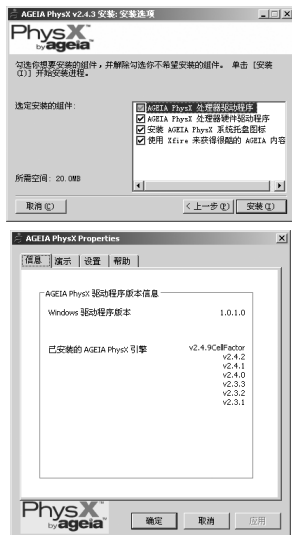 AGEIA PhysX v2.4.3 安装: 安装选项
PhysX™
by ageia
勾选你想要安装的组件，并解除勾选你不希望安装的组件。 单击 [安装
(I)] 开始安装进程。
选定安装的组件:
AGEIA PhysX 处理器驱动程序
AGEIA PhysX 处理器硬件驱动程序
安装 AGEIA PhysX 系统托盘图标
使用 Xfire 来获得很酷的 AGEIA 内容
所需空间: 20.0MB
取消(C)
< 上一步(P)
安装(I)
AGEIA PhysX Properties
信息
演示
设置
帮助
AGEIA PhysX 驱动程序版本信息
Windows 驱动程序版本
1.0.1.0
已安装的 AGEIA PhysX 引擎
v2.4.9CellFactor
v2.4.2
v2.4.1
v2.4.0
v2.3.3
v2.3.2
v2.3.1
PhysX™
by ageia
确定
取消
应用